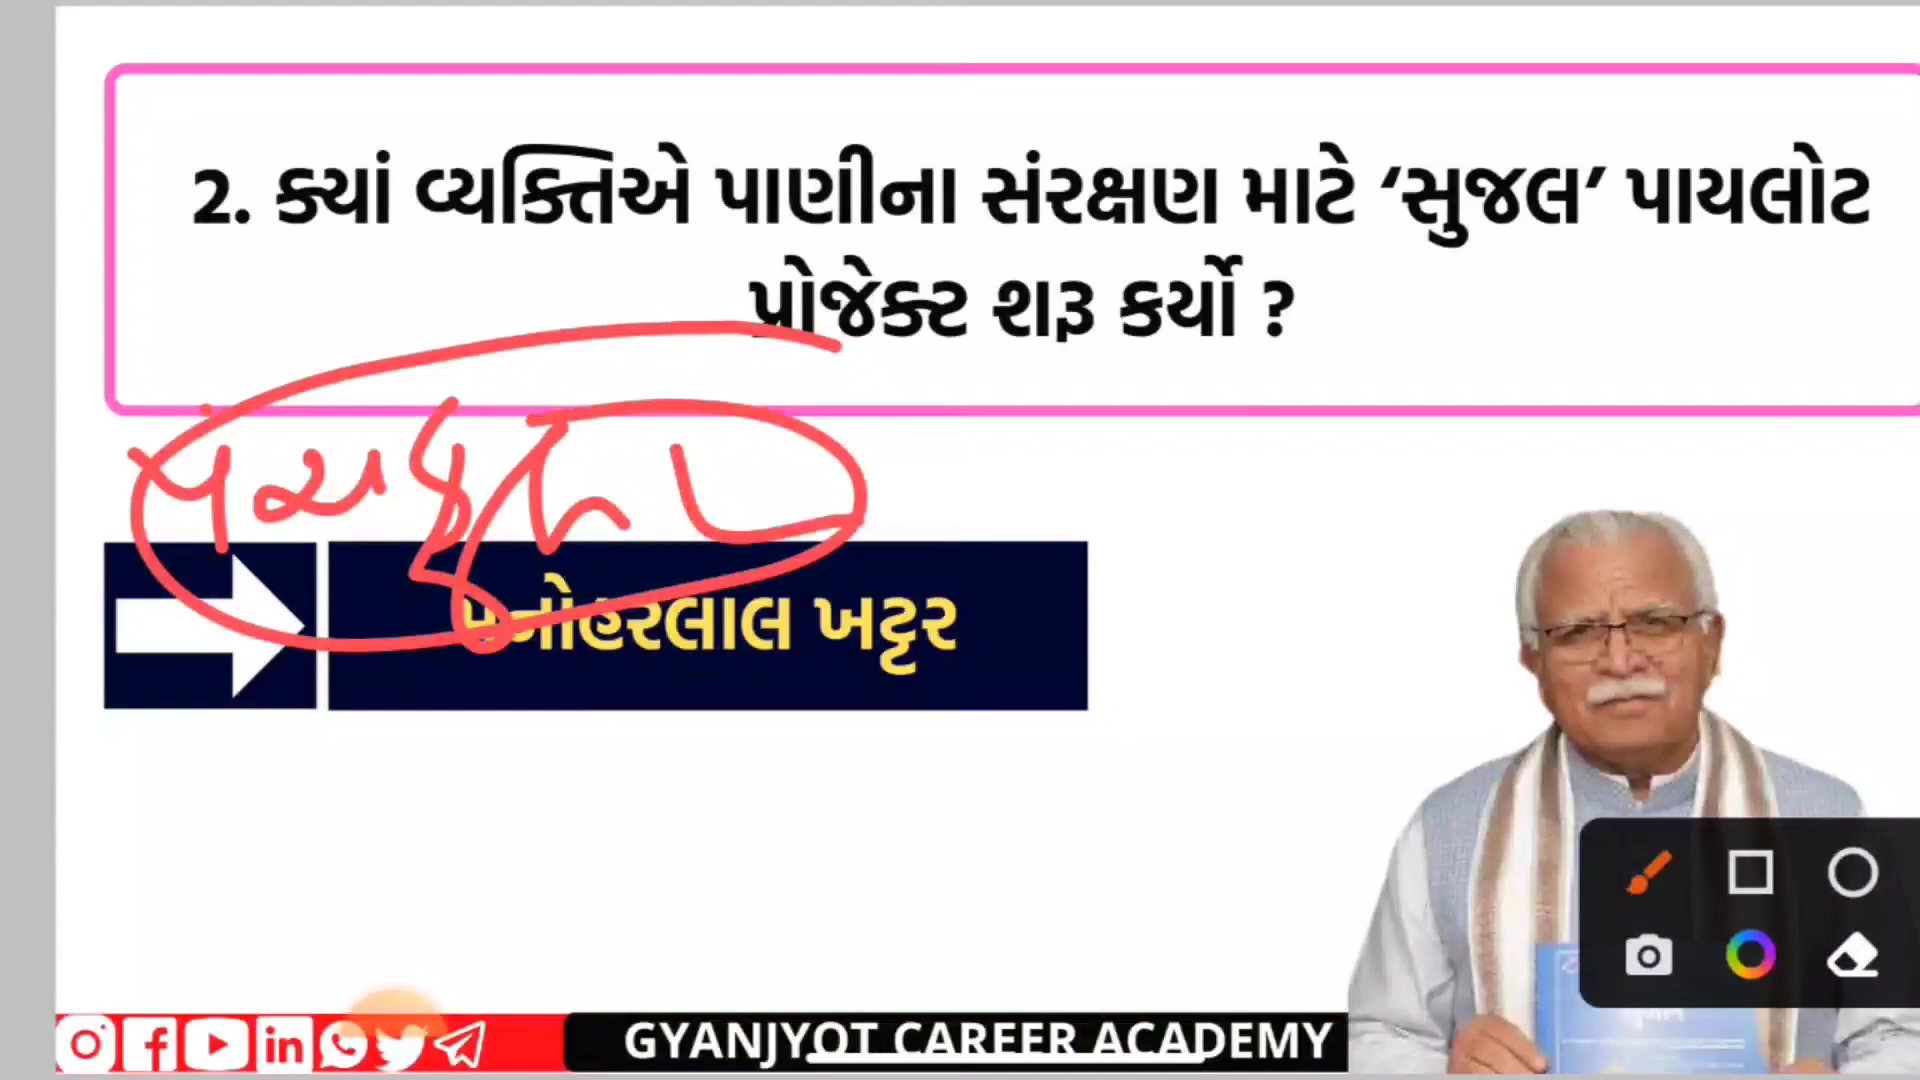 2. ક્યાં વ્યક્તિએ પાણીના સંરક્ષણ માટે ‘સુજલ’ પાયલોટ
પ્રોજેક્ટ શરૂ કર્યો ?
મનોહરલાલ ખટ્ટર
GYANJYOT CAREER ACADEMY